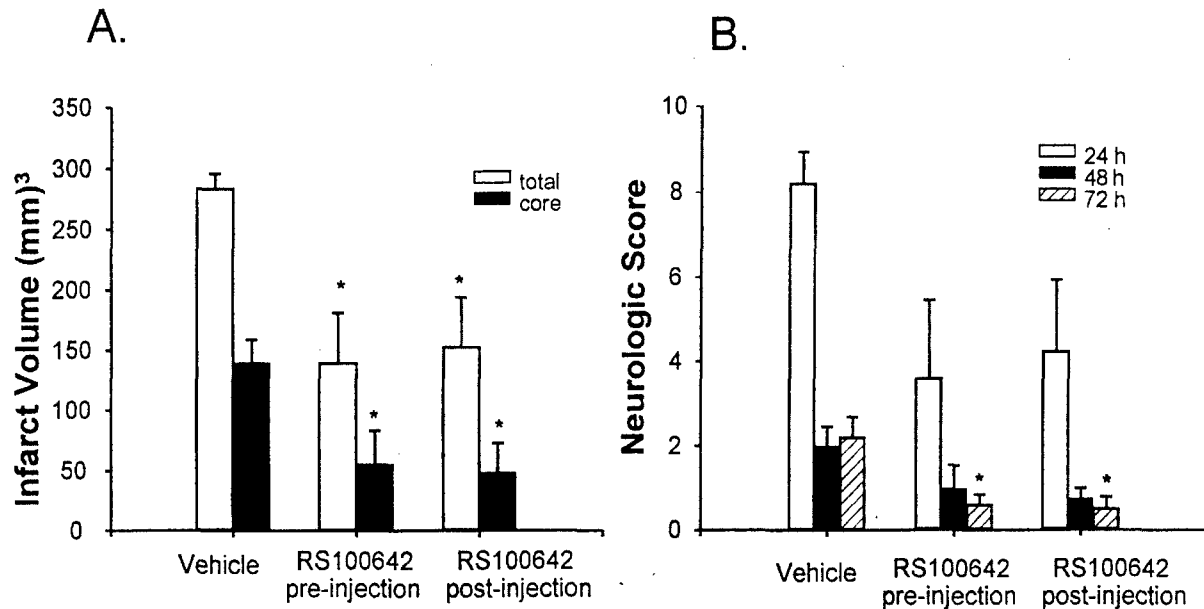 A.
Infarct Volume (mm)³
350
300
250
200
150
100
50
0
total
core
*
*
*
*
Vehicle
RS100642
pre-injection
RS100642
post-injection
B.
Neurologic Score
10
8
6
4
2
0
24 h
48 h
72 h
*
*
Vehicle
RS100642
pre-injection
RS100642
post-injection